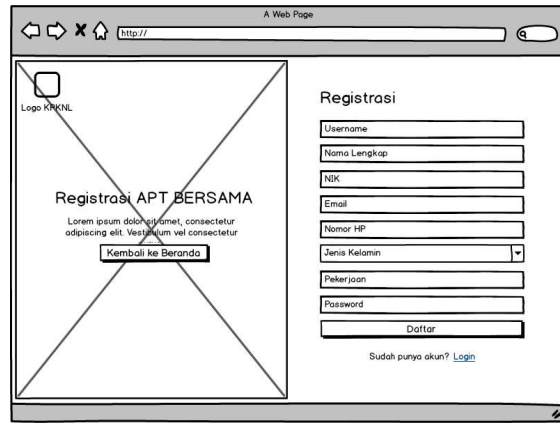 A Web Page
http://
Logo KPKNL
Registrasi APT BERSAMA
Lorem ipsum dolor sit amet, consectetur
adipiscing elit. Vestibulum vel consectetur
Kembali ke Beranda
Registrasi
Username
Nama Lengkap
NIK
Email
Nomor HP
Jenis Kelamin
Pekerjaan
Password
Daftar
Sudah punya akun? Login